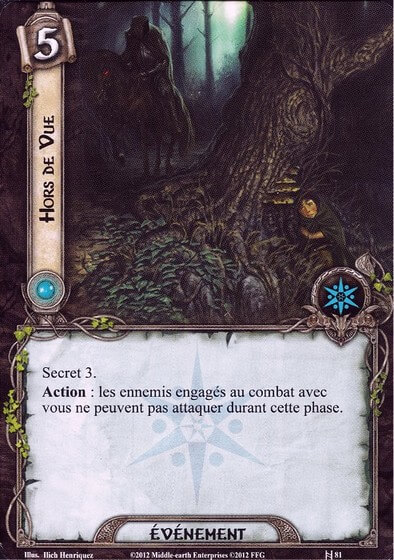 5
HORS DE VUE
Secret 3.
Action : les ennemis engagés au combat avec
vous ne peuvent pas attaquer durant cette phase.
ÉVÉNEMENT
Illus. Ilich Henriquez
©2012 Middle-earth Enterprises ©2012 FFG
81